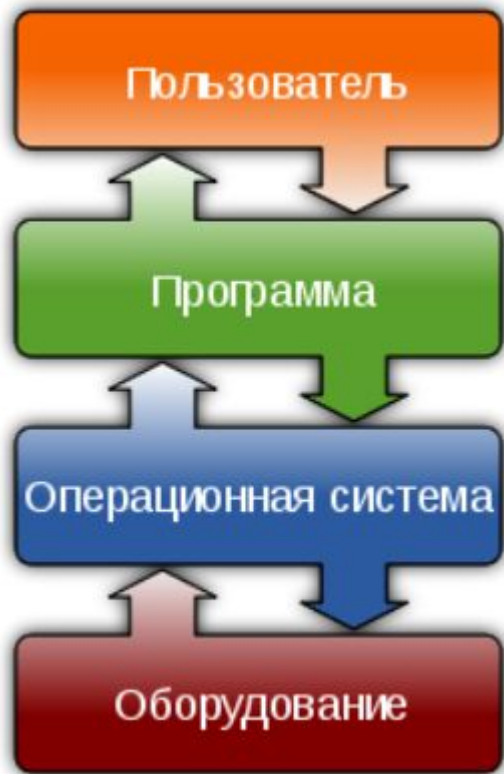 Пользователь
Программа
Операционная система
Оборудование